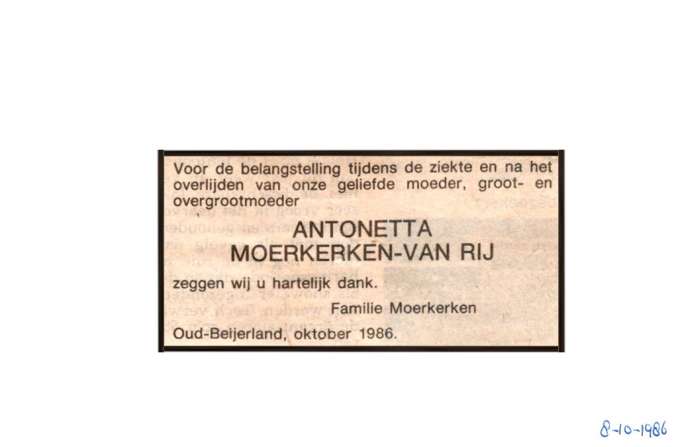 Voor de belangstelling tijdens de ziekte en na het
overlijden van onze geliefde moeder, groot- en
overgrootmoeder
ANTONETTA
MOERKERKEN-VAN RIJ
zeggen wij u hartelijk dank.
Familie Moerkerken
Oud-Beijerland, oktober 1986.
8-10-1986